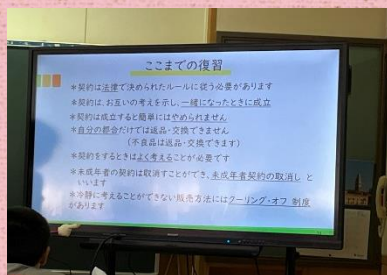 ここまでの復習
＊契約は法律で決められたルールに従う必要があります
＊契約は、お互いの考えを示し、一緒になったときに成立
＊契約は成立すると簡単にはやめられません
＊自分の都合だけでは返品・交換できません
（不良品は返品・交換できます）
＊契約をするときはよく考えることが必要です
＊未成年者の契約は取消すことができ、未成年者契約の取消し と
いいます
＊冷静に考えることができない販売方法にはクーリング・オフ 制度
があります